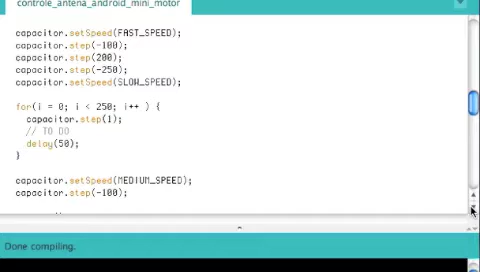 controle_antena_android_mini_motor
capacitor.setSpeed(FAST_SPEED);
capacitor.step(-100);
capacitor.step(200);
capacitor.step(-250);
capacitor.setSpeed(SLOW_SPEED);
for(i = 0; i < 250; i++ ) {
capacitor.step(1);
// TO DO
delay(50);
}
capacitor.setSpeed(MEDIUM_SPEED);
capacitor.step(-100);
Done compiling.